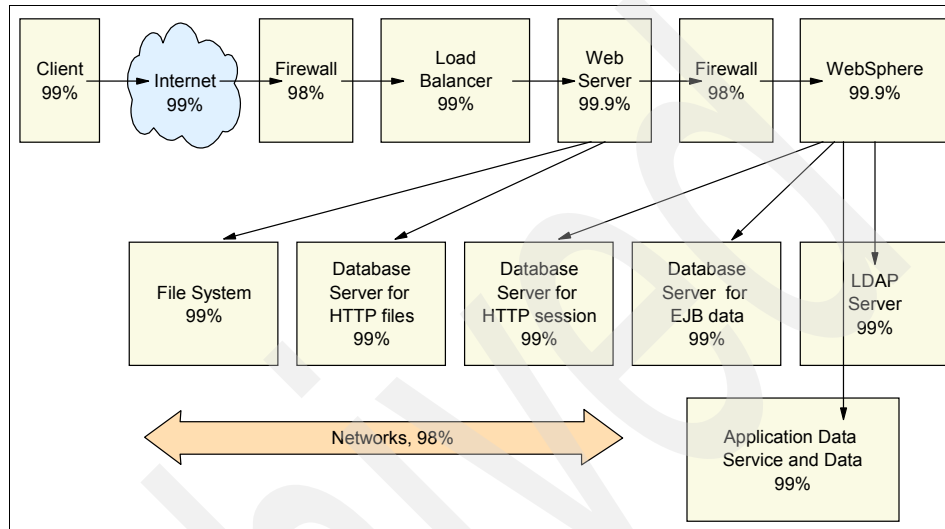 Client
99%
Internet
99%
Firewall
98%
Load
Balancer
99%
Web
Server
99.9%
Firewall
98%
WebSphere
99.9%
File System
99%
Database
Server for
HTTP files
99%
Database
Server for
HTTP session
99%
Database
Server for
EJB data
99%
LDAP
Server
99%
Networks, 98%
Application Data
Service and Data
99%